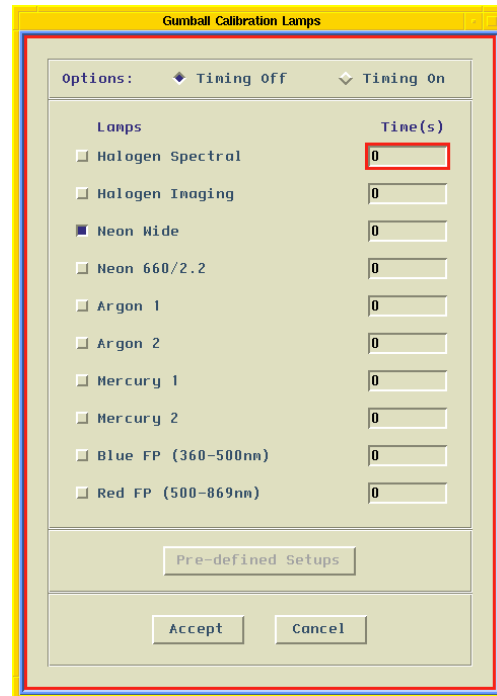 Gumball Calibration Lamps
Options: Timing Off Timing On
Lamps Time(s)
Halogen Spectral 0
Halogen Imaging 0
Neon Wide 0
Neon 660/2.2 0
Argon 1 0
Argon 2 0
Mercury 1 0
Mercury 2 0
Blue FP (360-500nm) 0
Red FP (500-869nm) 0
Pre-defined Setups
Accept Cancel